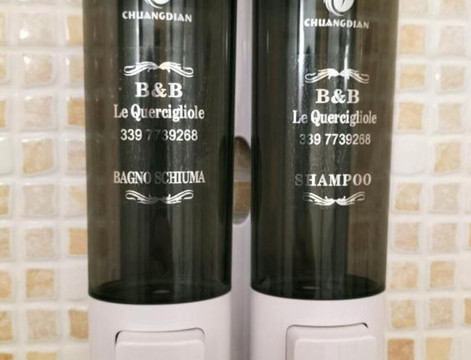 CHUANGDIAN
B&B
Le Quercigliole
339 7739268
BAGNO SCHIUMA
CHUANGDIAN
B&B
Le Quercigliole
339 7739268
SHAMPOO